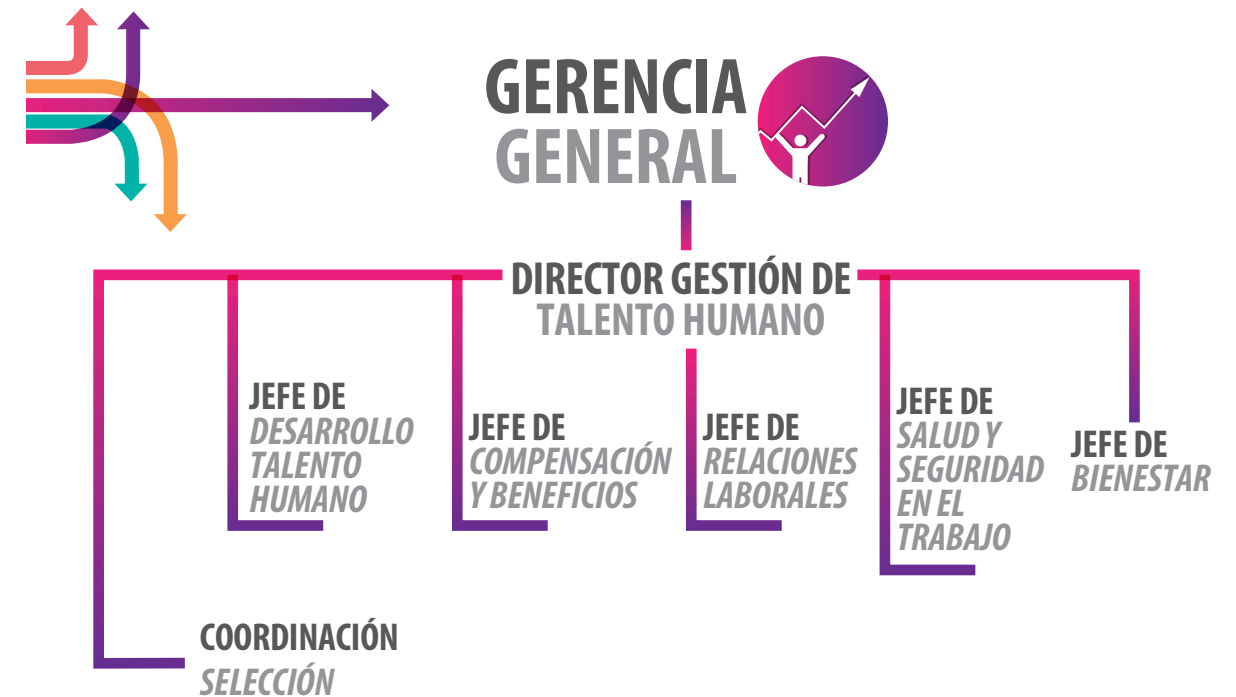 GERENCIA
GENERAL
DIRECTOR GESTIÓN DE
TALENTO HUMANO
JEFE DE
DESARROLLO
TALENTO
HUMANO
JEFE DE
COMPENSACIÓN
Y BENEFICIOS
JEFE DE
RELACIONES
LABORALES
JEFE DE
SALUD Y
SEGURIDAD
EN EL
TRABAJO
JEFE DE
BIENESTAR
COORDINACIÓN
SELECCIÓN